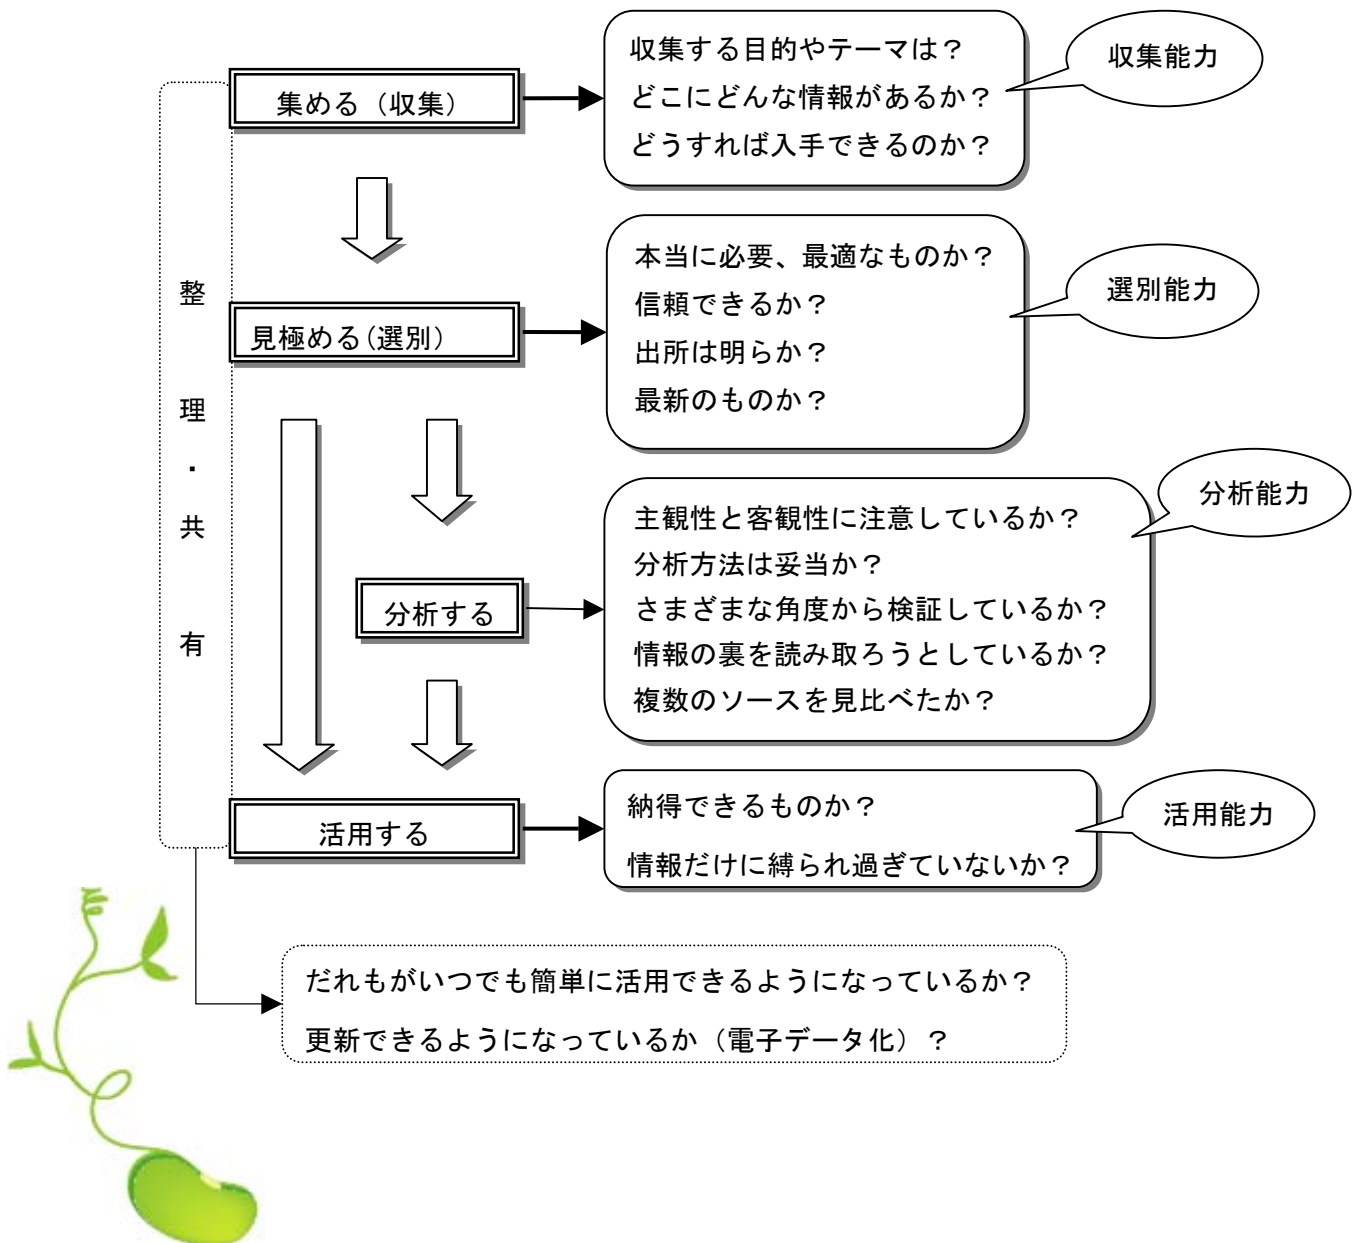 収集する目的やテーマは？
どこにどんな情報があるか？
どうすれば入手できるのか？
収集能力
集める（収集）
本当に必要、最適なものか？
信頼できるか？
出所は明らか？
最新のものか？
選別能力
見極める（選別）
整理・共有
主観性と客観性に注意しているか？
分析方法は妥当か？
さまざまな角度から検証しているか？
情報の裏を読み取ろうとしているか？
複数のソースを見比べたか？
分析能力
分析する
納得できるものか？
情報だけに縛られ過ぎていないか？
活用能力
活用する
だれもがいつでも簡単に活用できるようになっているか？
更新できるようになっているか（電子データ化）？